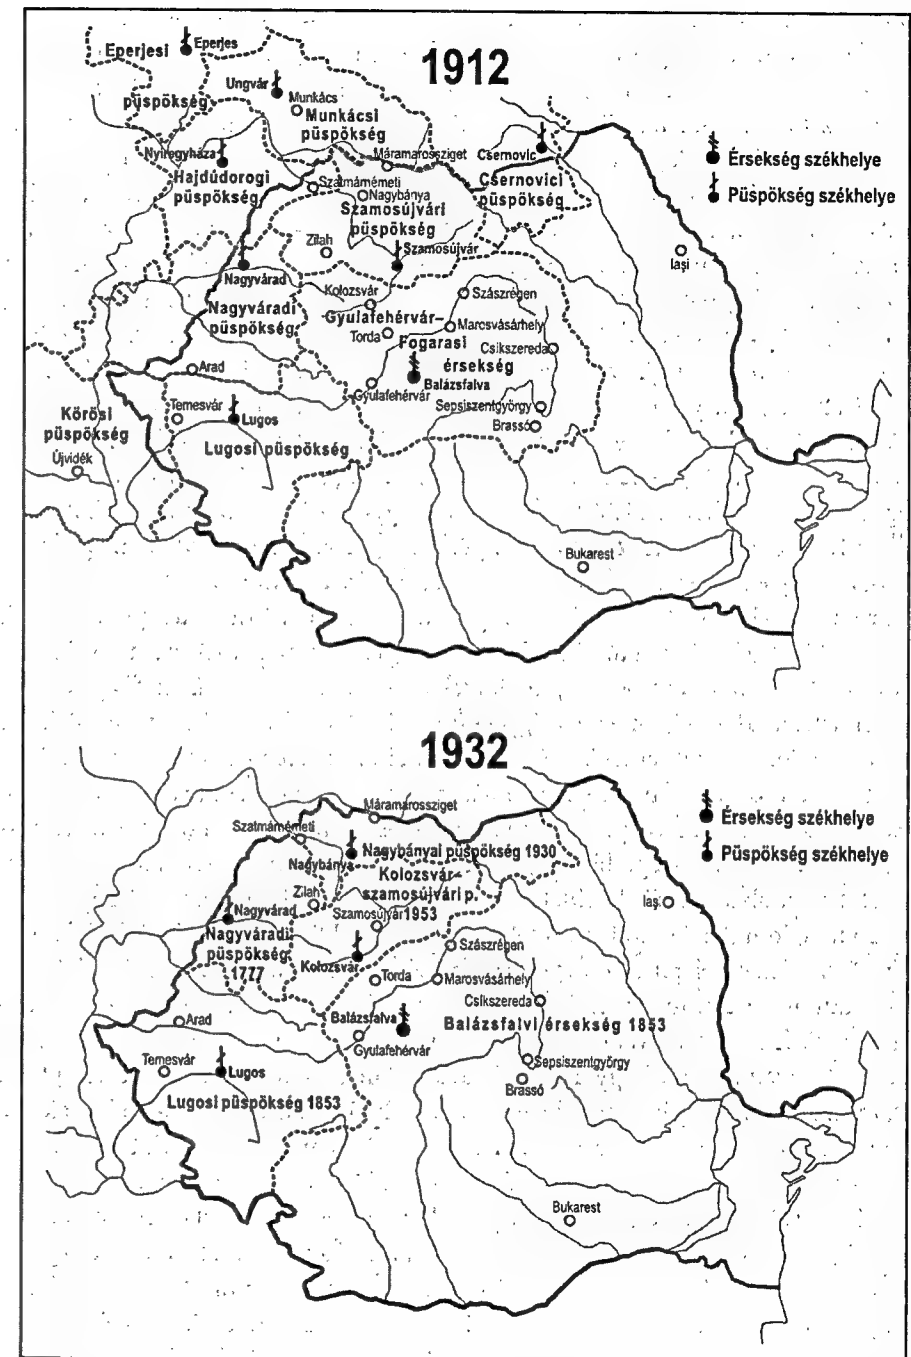 1912
Eperjesi
Eperjes
püspökség
Ungvár
Munkács
Munkácsi
püspökség
Nyíregyháza
Hajdúdorogi
püspökség
Máramarossziget
Csernovic
Csernovici
püspökség
Szatmárnémeti
Nagybánya
Szamosújvári
püspökség
Zilah
Szamosújvár
Nagyvárad
Nagyváradi
püspökség
Kolozsvár
Szászrégen
Gyulafehérvár–
Marosvásárhely
Torda
Fogarasi
érsekség
Csikszereda
Balázsfalva
Gyulafehérvár
Arad
Sepsiszentgyörgy
Brassó
Körösi
püspökség
Temesvár
Lugos
Lugosi püspökség
Újvidék
Iaşi
Bukarest
Érsekség székhelye
Püspökség székhelye
1932
Máramarossziget
Szatmárnémeti
Nagybánya
Nagybányai püspökség 1930
Kolozsvár–
szamosújvári p.
1953
Zilah
Szamosújvár
Nagyvárad
Nagyváradi
püspökség
1777
Kolozsvár
Szászrégen
Torda
Marosvásárhely
Csikszereda
Balázsfalva
Balázsfalvi érsekség 1853
Gyulafehérvár
Arad
Sepsiszentgyörgy
Brassó
Temesvár
Lugos
Lugosi püspökség 1853
Iaş
Bukarest
Érsekség székhelye
Püspökség székhelye